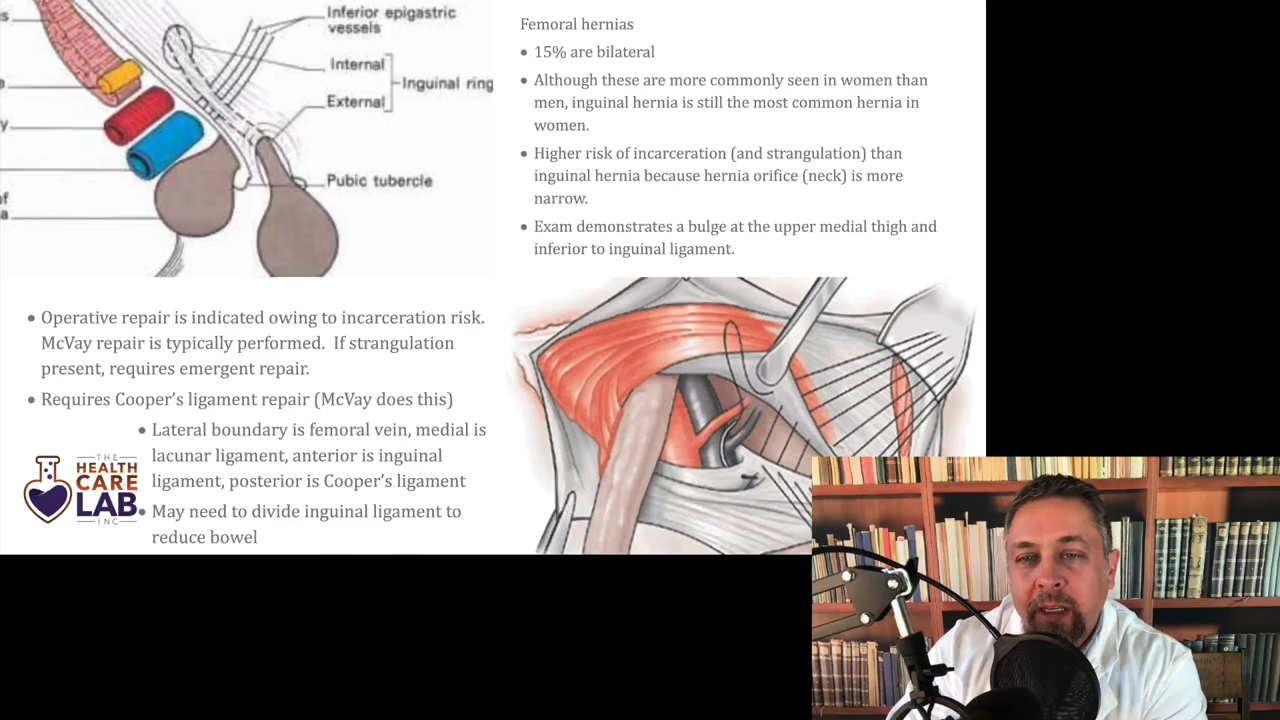 Inferior epigastric
vessels
Internal
Inguinal ring
External
Pubic tubercle
Femoral hernias
• 15% are bilateral
• Although these are more commonly seen in women than
men, inguinal hernia is still the most common hernia in
women.
• Higher risk of incarceration (and strangulation) than
inguinal hernia because hernia orifice (neck) is more
narrow.
• Exam demonstrates a bulge at the upper medial thigh and
inferior to inguinal ligament.
• Operative repair is indicated owing to incarceration risk.
McVay repair is typically performed. If strangulation
present, requires emergent repair.
• Requires Cooper's ligament repair (McVay does this)
• Lateral boundary is femoral vein, medial is
lacunar ligament, anterior is inguinal
ligament, posterior is Cooper's ligament
• May need to divide inguinal ligament to
reduce bowel
THE
HEALTH
CARE
LAB
INC